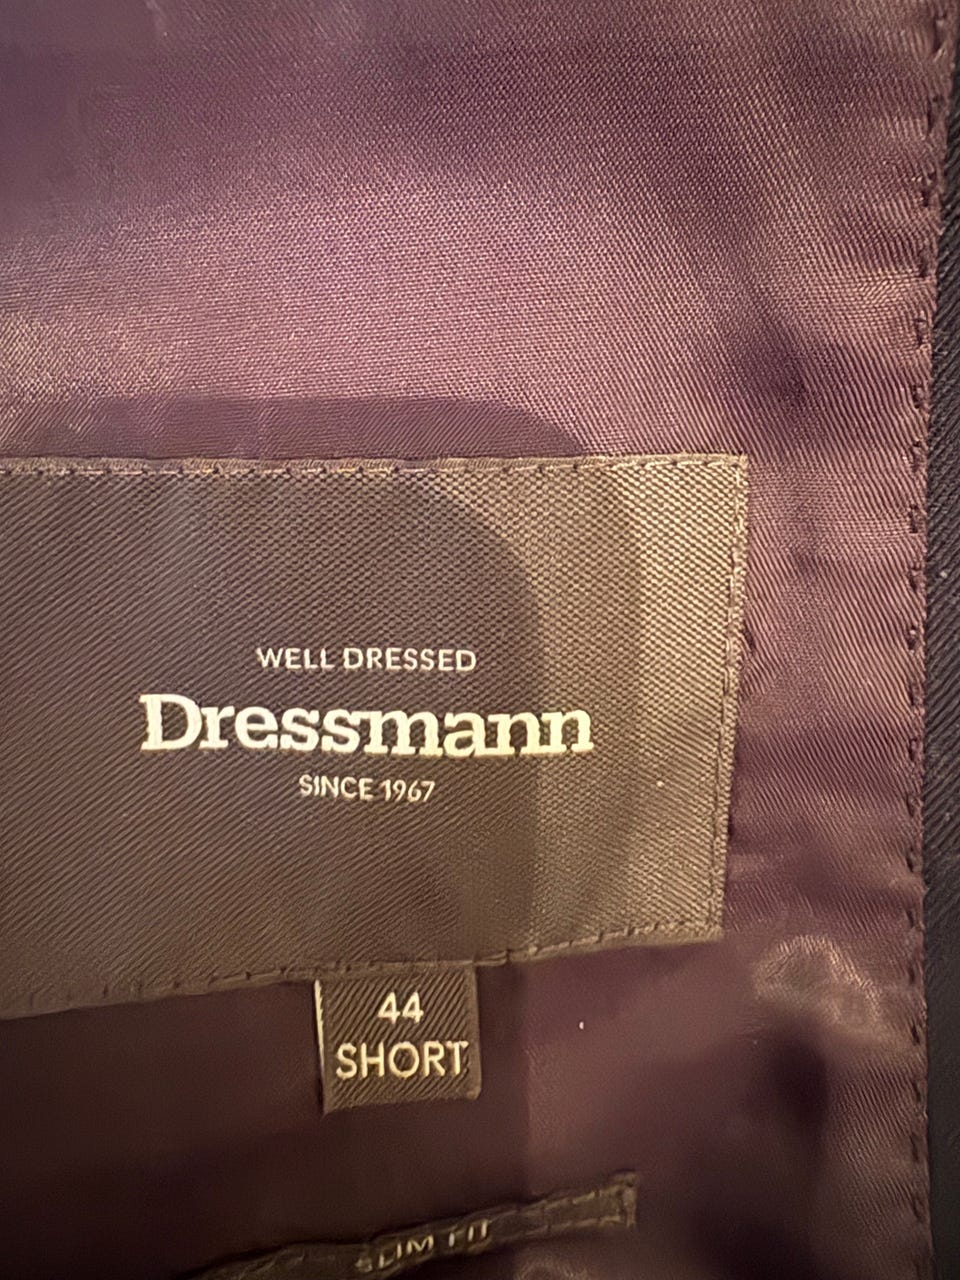 WELL DRESSED
Dressmann
SINCE 1967
44
SHORT
SLIM FIT